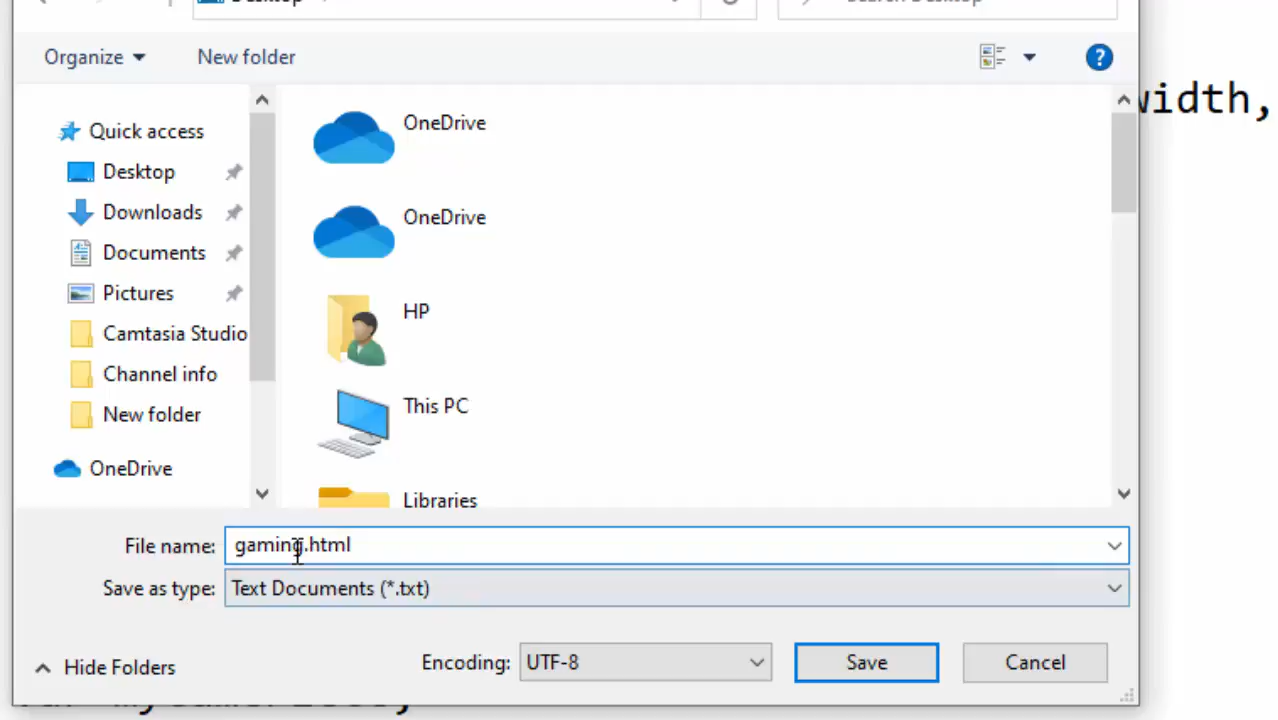 Desktop
Organize
New folder
width,
Quick access
Desktop
Downloads
Documents
Pictures
Camtasia Studio
Channel info
New folder
OneDrive
OneDrive
OneDrive
HP
This PC
Libraries
File name: gaming.html
Save as type: Text Documents (*.txt)
Hide Folders
Encoding: UTF-8
Save
Cancel